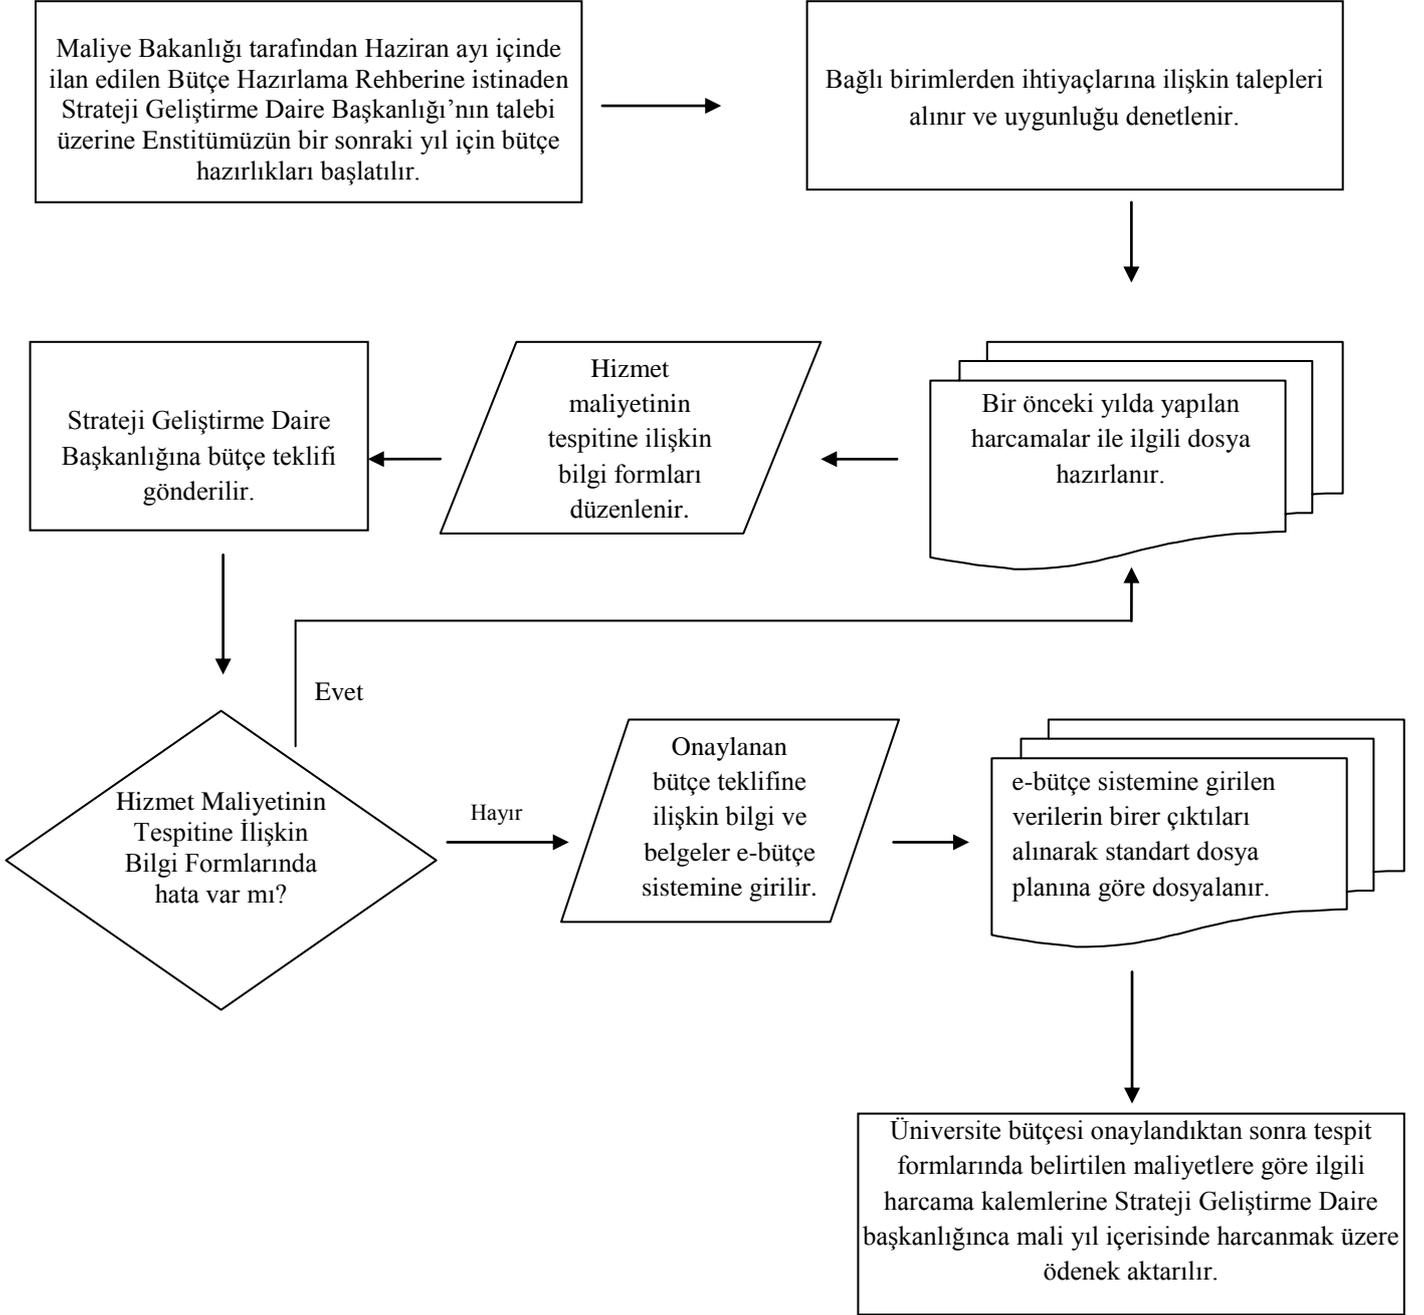 Maliye Bakanlığı tarafından Haziran ayı içinde
ilan edilen Bütçe Hazırlama Rehberine istinaden
Strateji Geliştirme Daire Başkanlığı’nın talebi
üzerine Enstitümüzün bir sonraki yıl için bütçe
hazırlıkları başlatılır.
Bağlı birimlerden ihtiyaçlarına ilişkin talepleri
alınır ve uygunluğu denetlenir.
Bir önceki yılda yapılan
harcamalar ile ilgili dosya
hazırlanır.
Hizmet
maliyetinin
tespitine ilişkin
bilgi formları
düzenlenir.
Strateji Geliştirme Daire
Başkanlığına bütçe teklifi
gönderilir.
Evet
Hizmet Maliyetinin
Tespitine İlişkin
Bilgi Formlarında
hata var mı?
Hayır
Onaylanan
bütçe teklifine
ilişkin bilgi ve
belgeler e-bütçe
sistemine girilir.
e-bütçe sistemine girilen
verilerin birer çıktıları
alınarak standart dosya
planına göre dosyalanır.
Üniversite bütçesi onaylandıktan sonra tespit
formlarında belirtilen maliyetlere göre ilgili
harcama kalemlerine Strateji Geliştirme Daire
başkanlığınca mali yıl içerisinde harcanmak üzere
ödenek aktarılır.